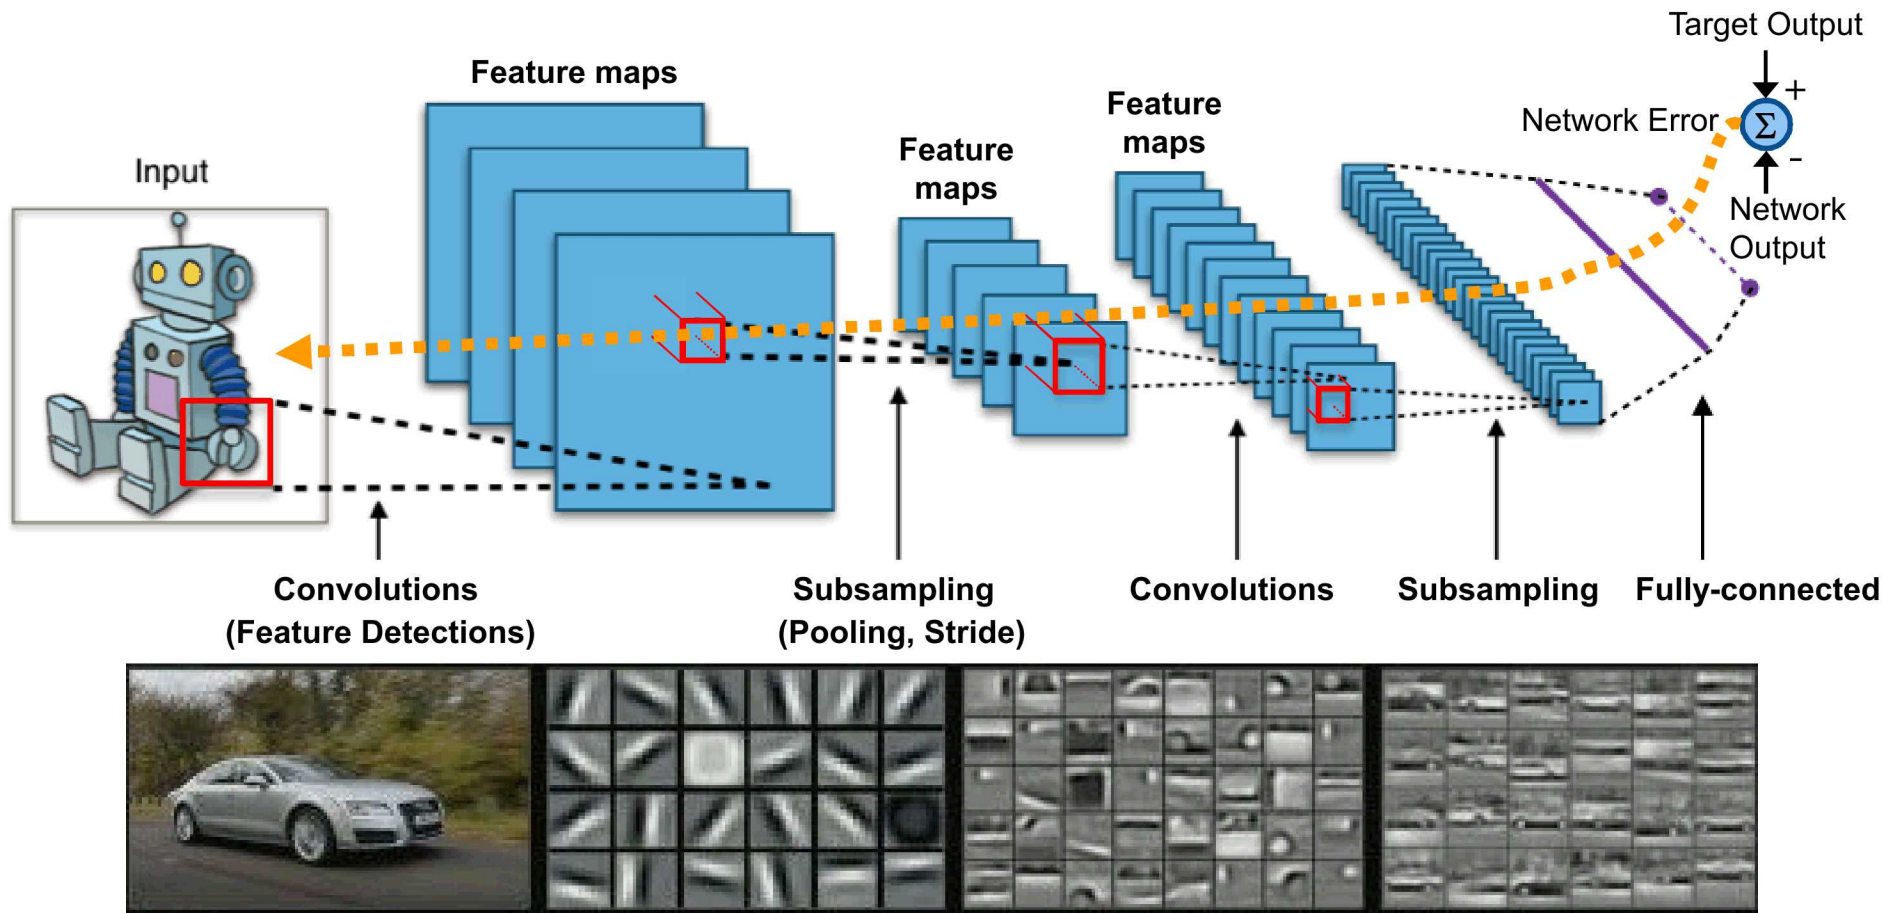 Target Output
+
Network Error
Σ
-
Network
Output
Feature maps
Feature
maps
Feature
maps
Input
Convolutions
(Feature Detections)
Subsampling
(Pooling, Stride)
Convolutions
Subsampling
Fully-connected